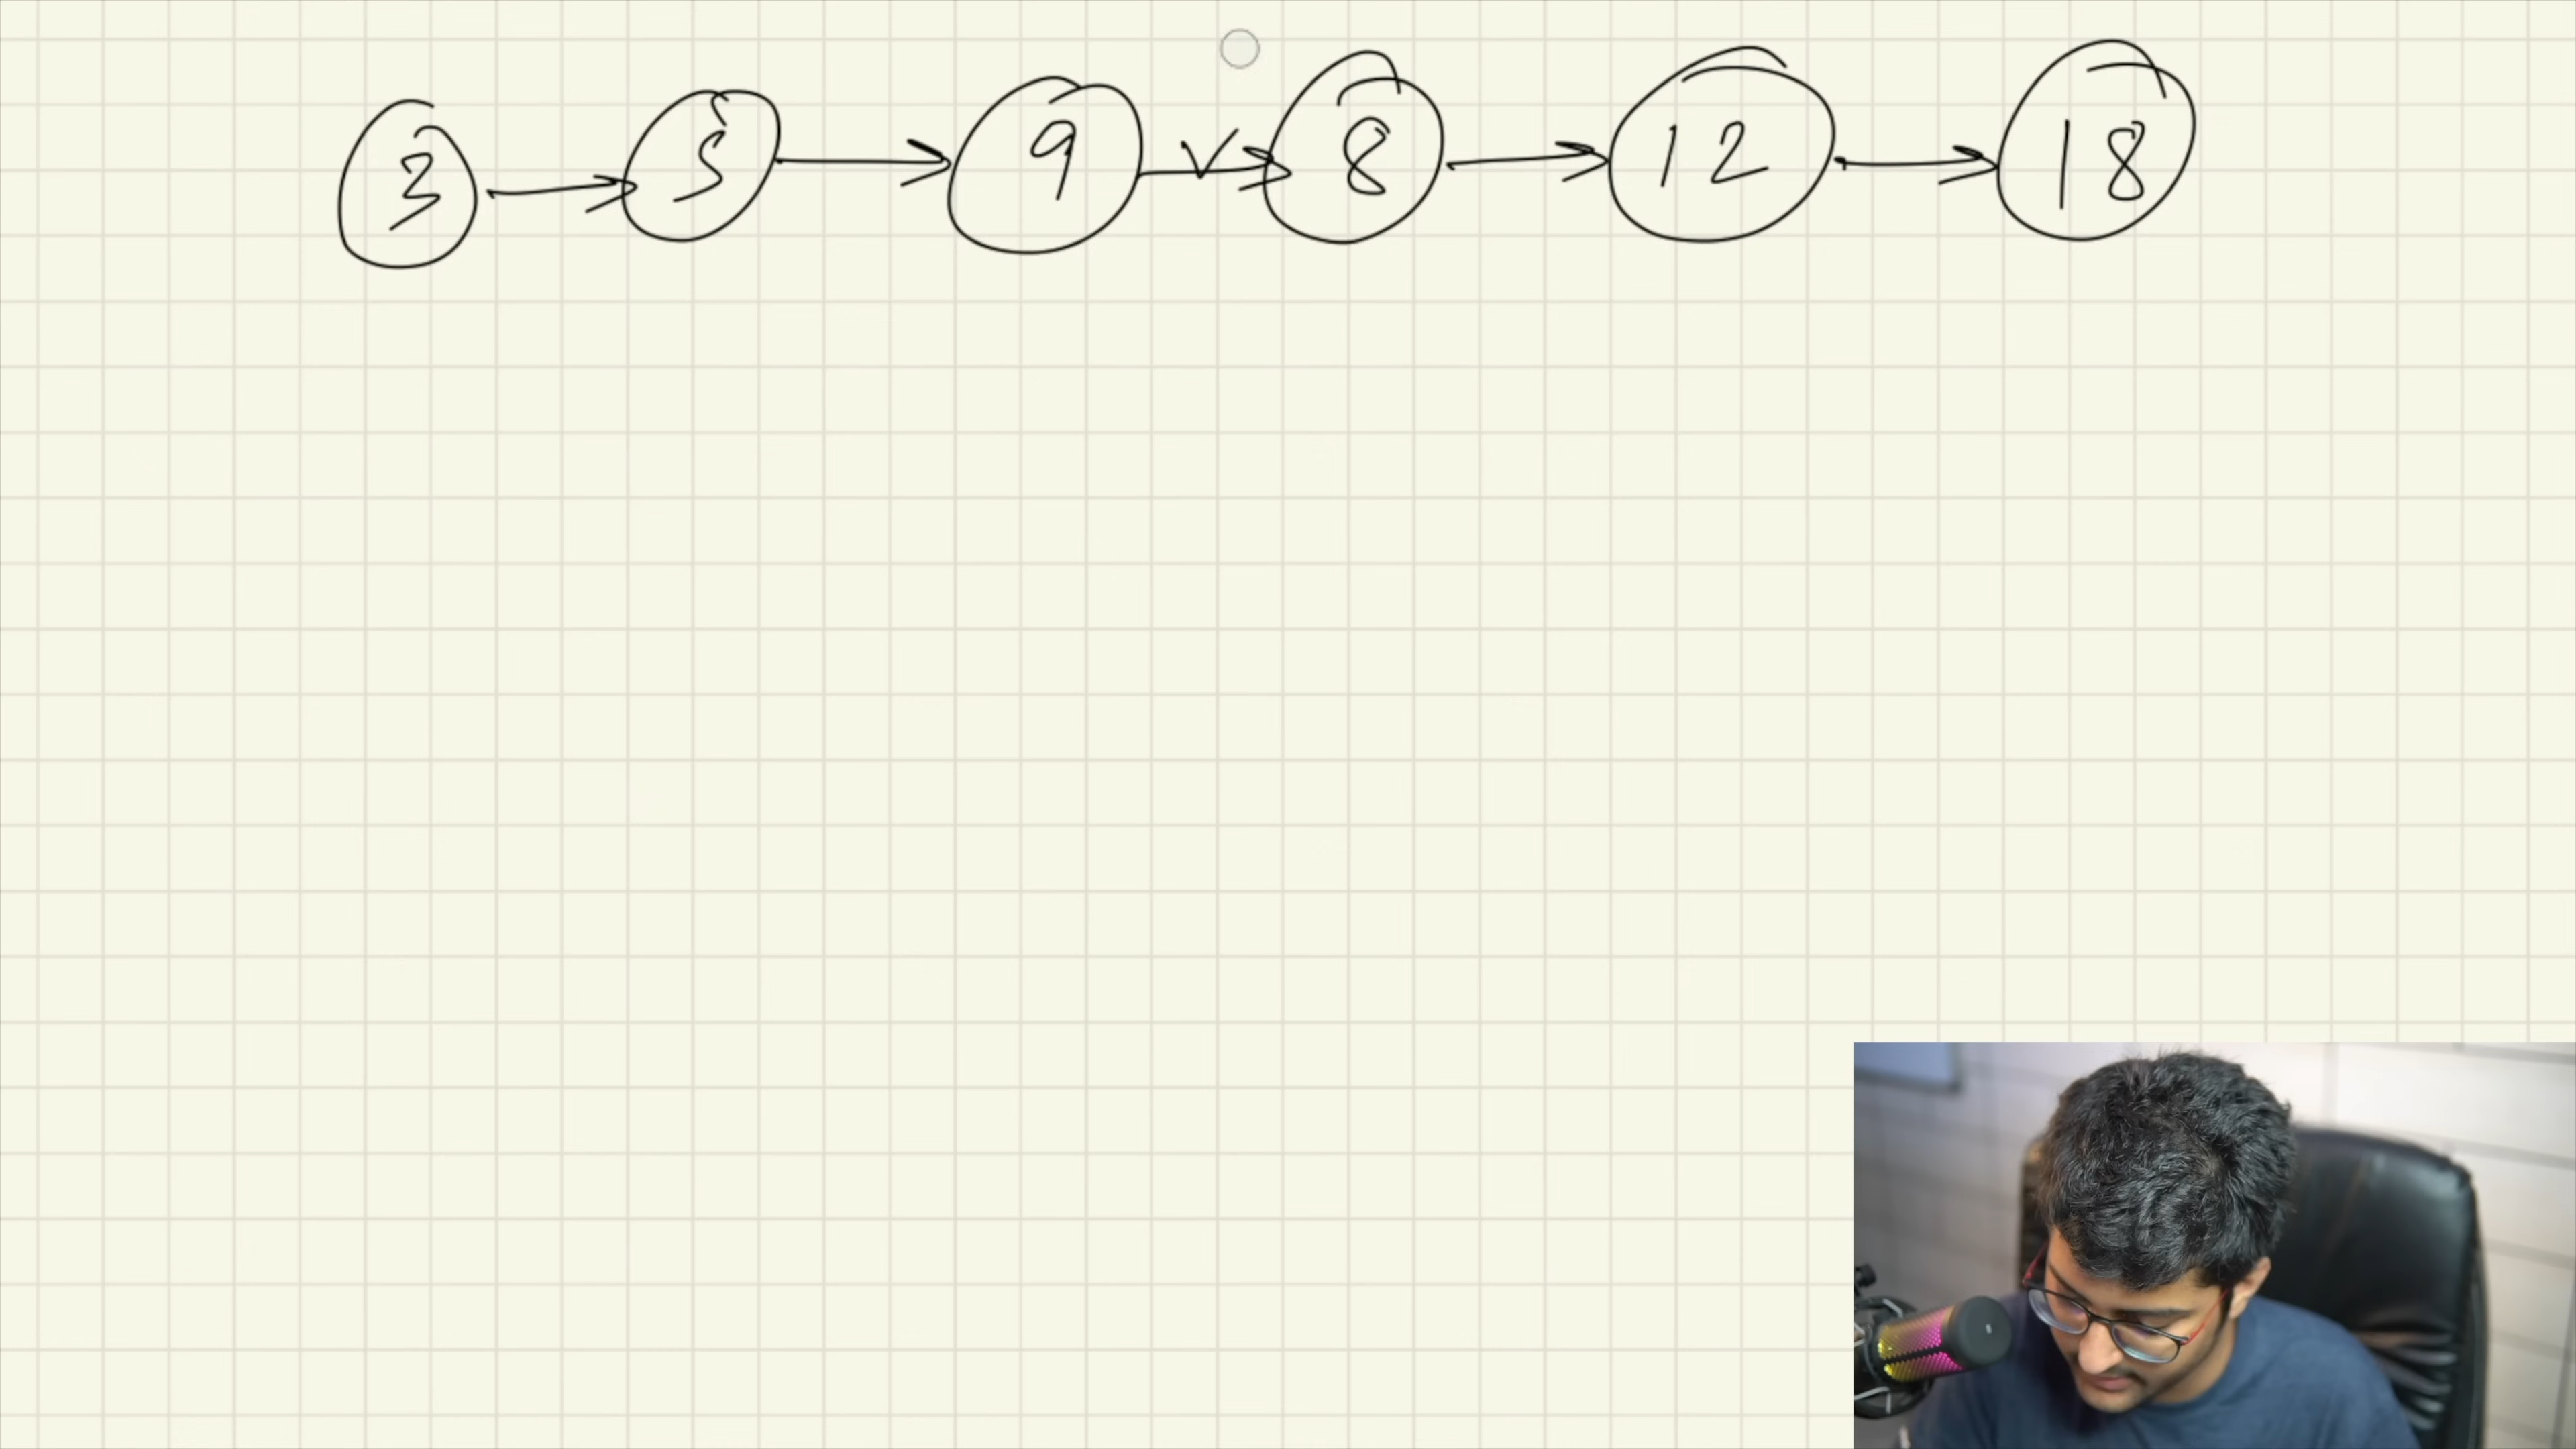 3 → 5 → 9 → 8 → 12 → 18